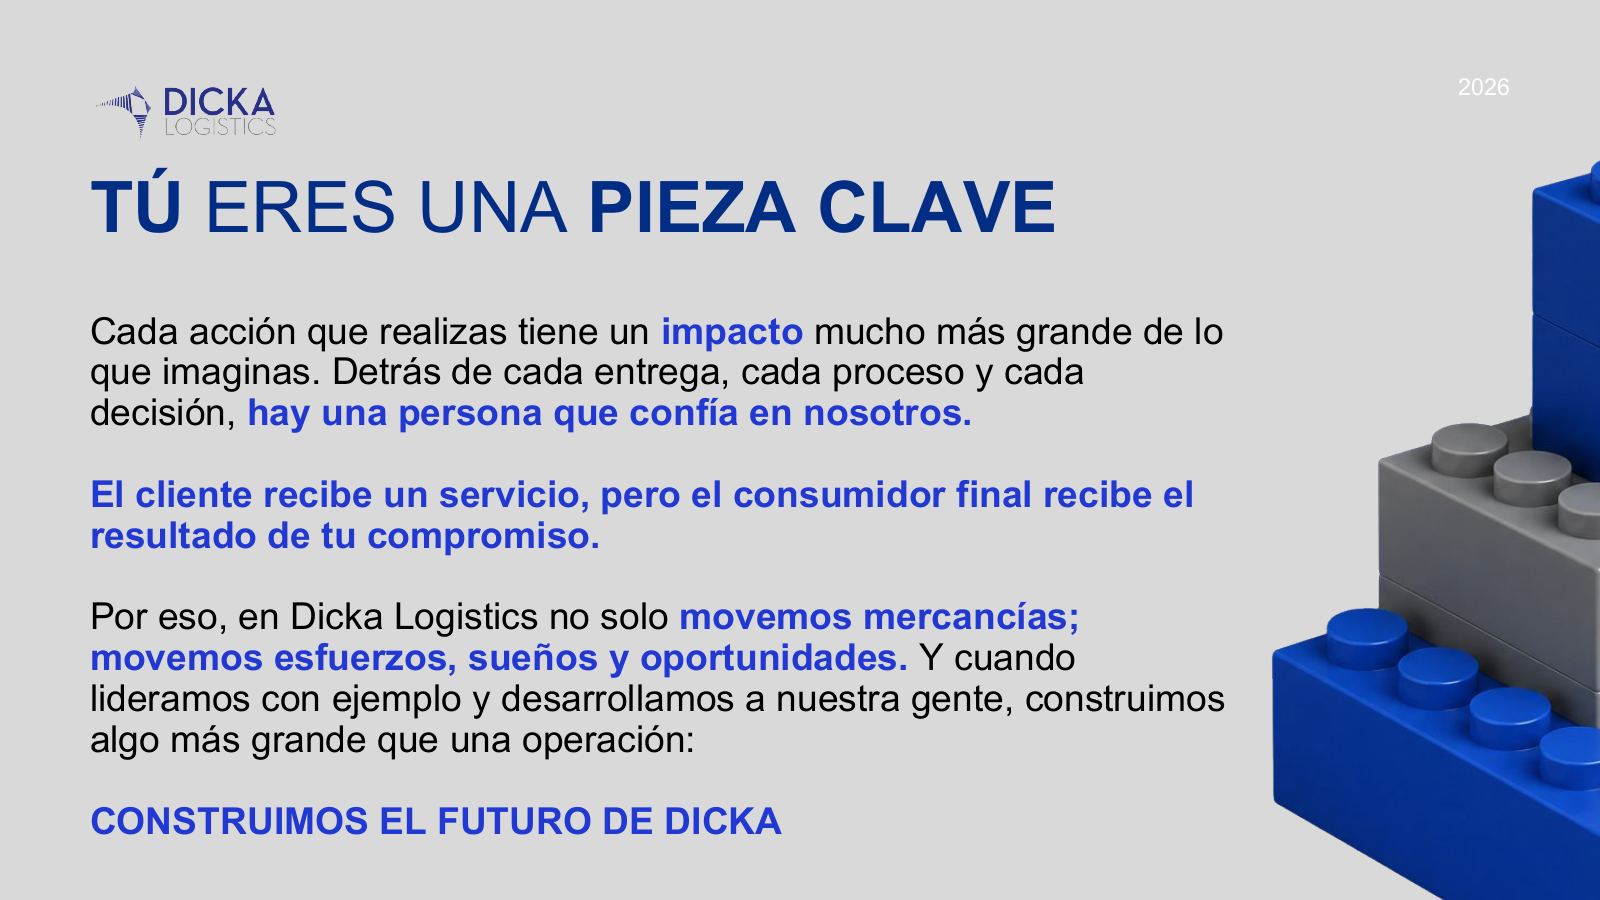 DICKA
LOGISTICS
2026
TÚ ERES UNA PIEZA CLAVE
Cada acción que realizas tiene un impacto mucho más grande de lo
que imaginas. Detrás de cada entrega, cada proceso y cada
decisión, hay una persona que confía en nosotros.
El cliente recibe un servicio, pero el consumidor final recibe el
resultado de tu compromiso.
Por eso, en Dicka Logistics no solo movemos mercancías;
movemos esfuerzos, sueños y oportunidades. Y cuando
lideramos con ejemplo y desarrollamos a nuestra gente, construimos
algo más grande que una operación:
CONSTRUIMOS EL FUTURO DE DICKA